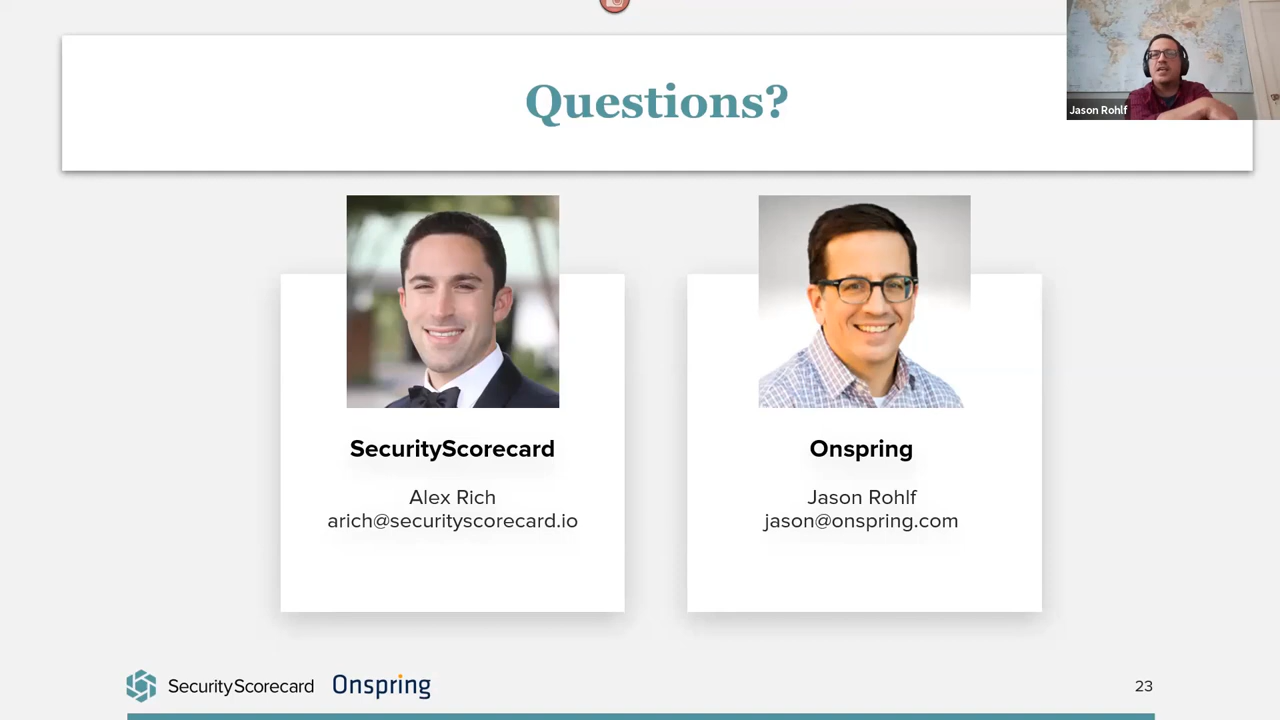 Questions?
Jason Rohlf
SecurityScorecard
Alex Rich
arich@securityscorecard.io
Onspring
Jason Rohlf
jason@onspring.com
SecurityScorecard
Onspring
23